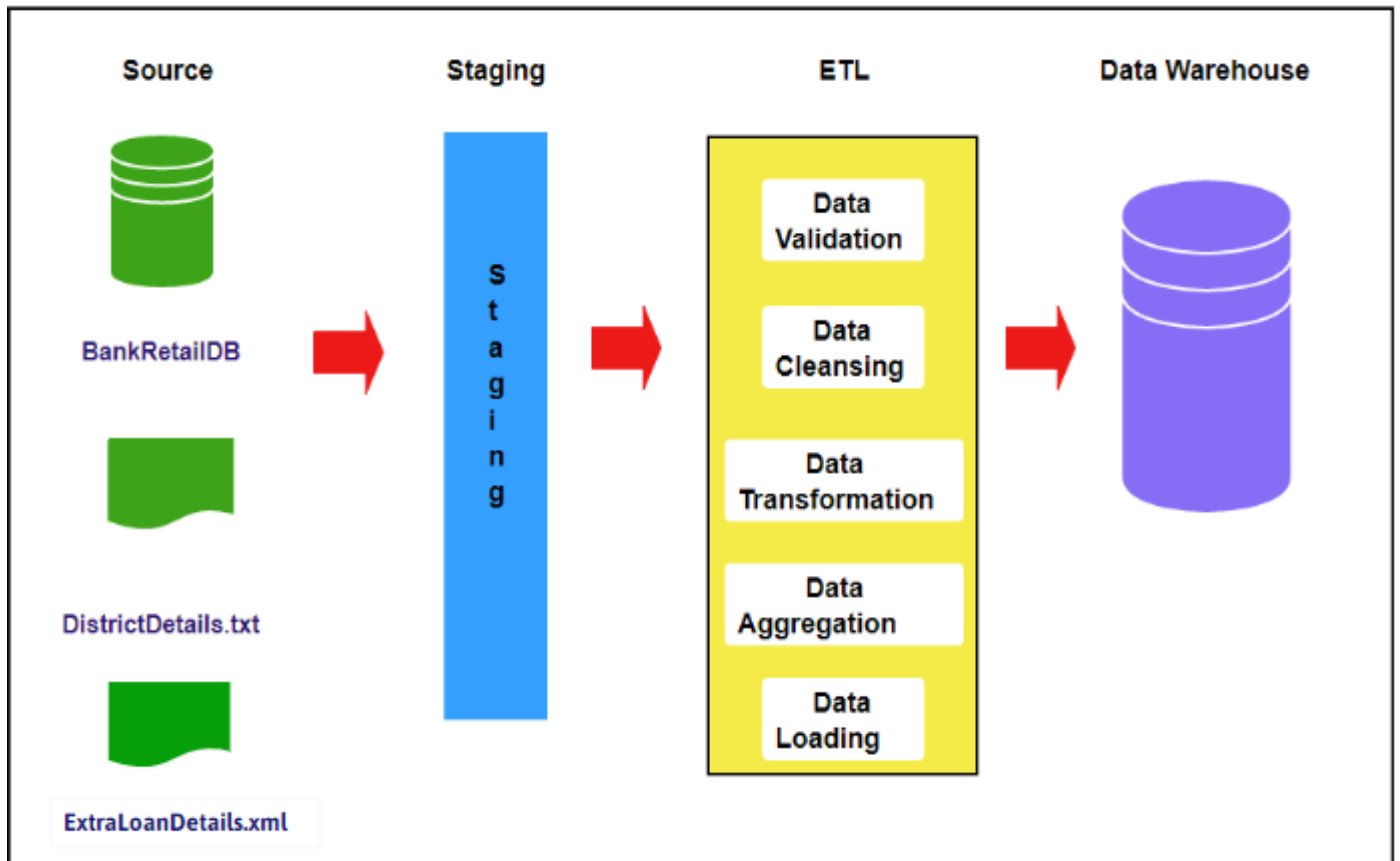 Source
Staging
ETL
Data Warehouse
BankRetailDB
DistrictDetails.txt
ExtraLoanDetails.xml
S
t
a
g
i
n
g
Data
Validation
Data
Cleansing
Data
Transformation
Data
Aggregation
Data
Loading